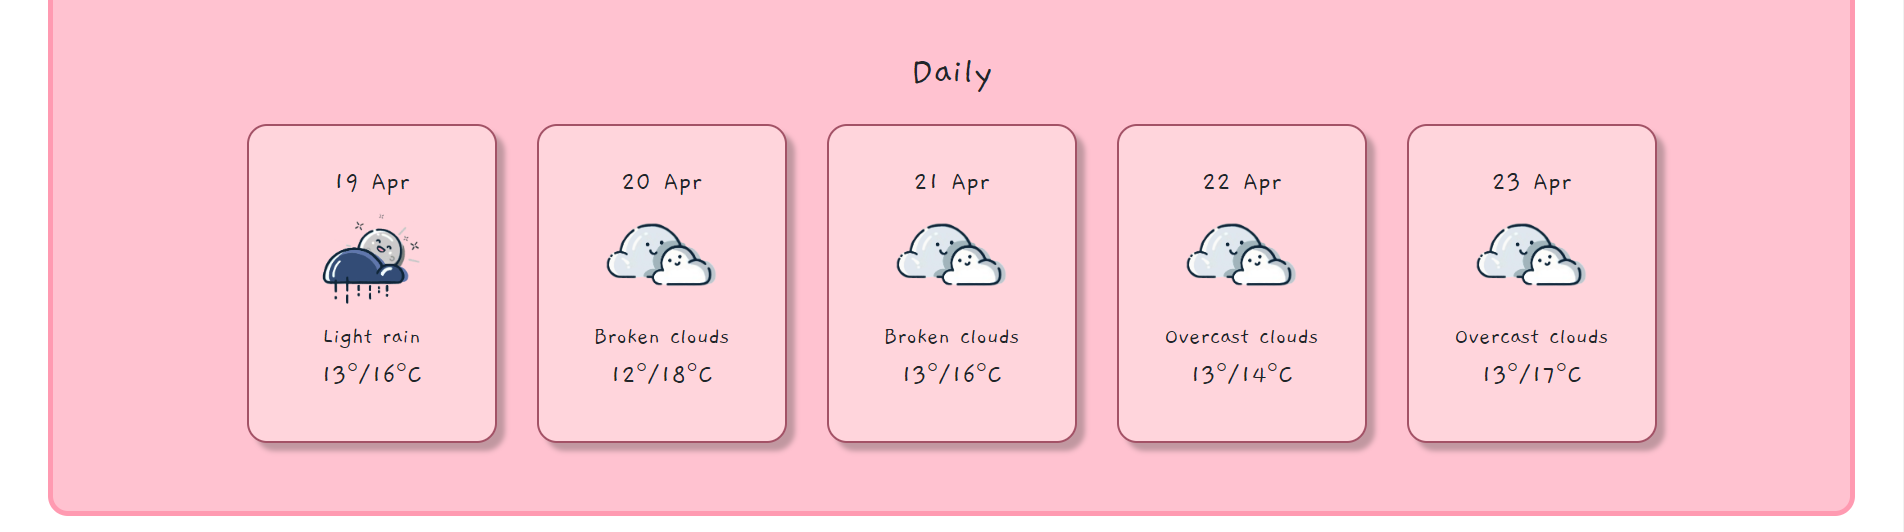 Daily
19 Apr
Light rain
13°/16°C
20 Apr
Broken clouds
12°/18°C
21 Apr
Broken clouds
13°/16°C
22 Apr
Overcast clouds
13°/14°C
23 Apr
Overcast clouds
13°/17°C